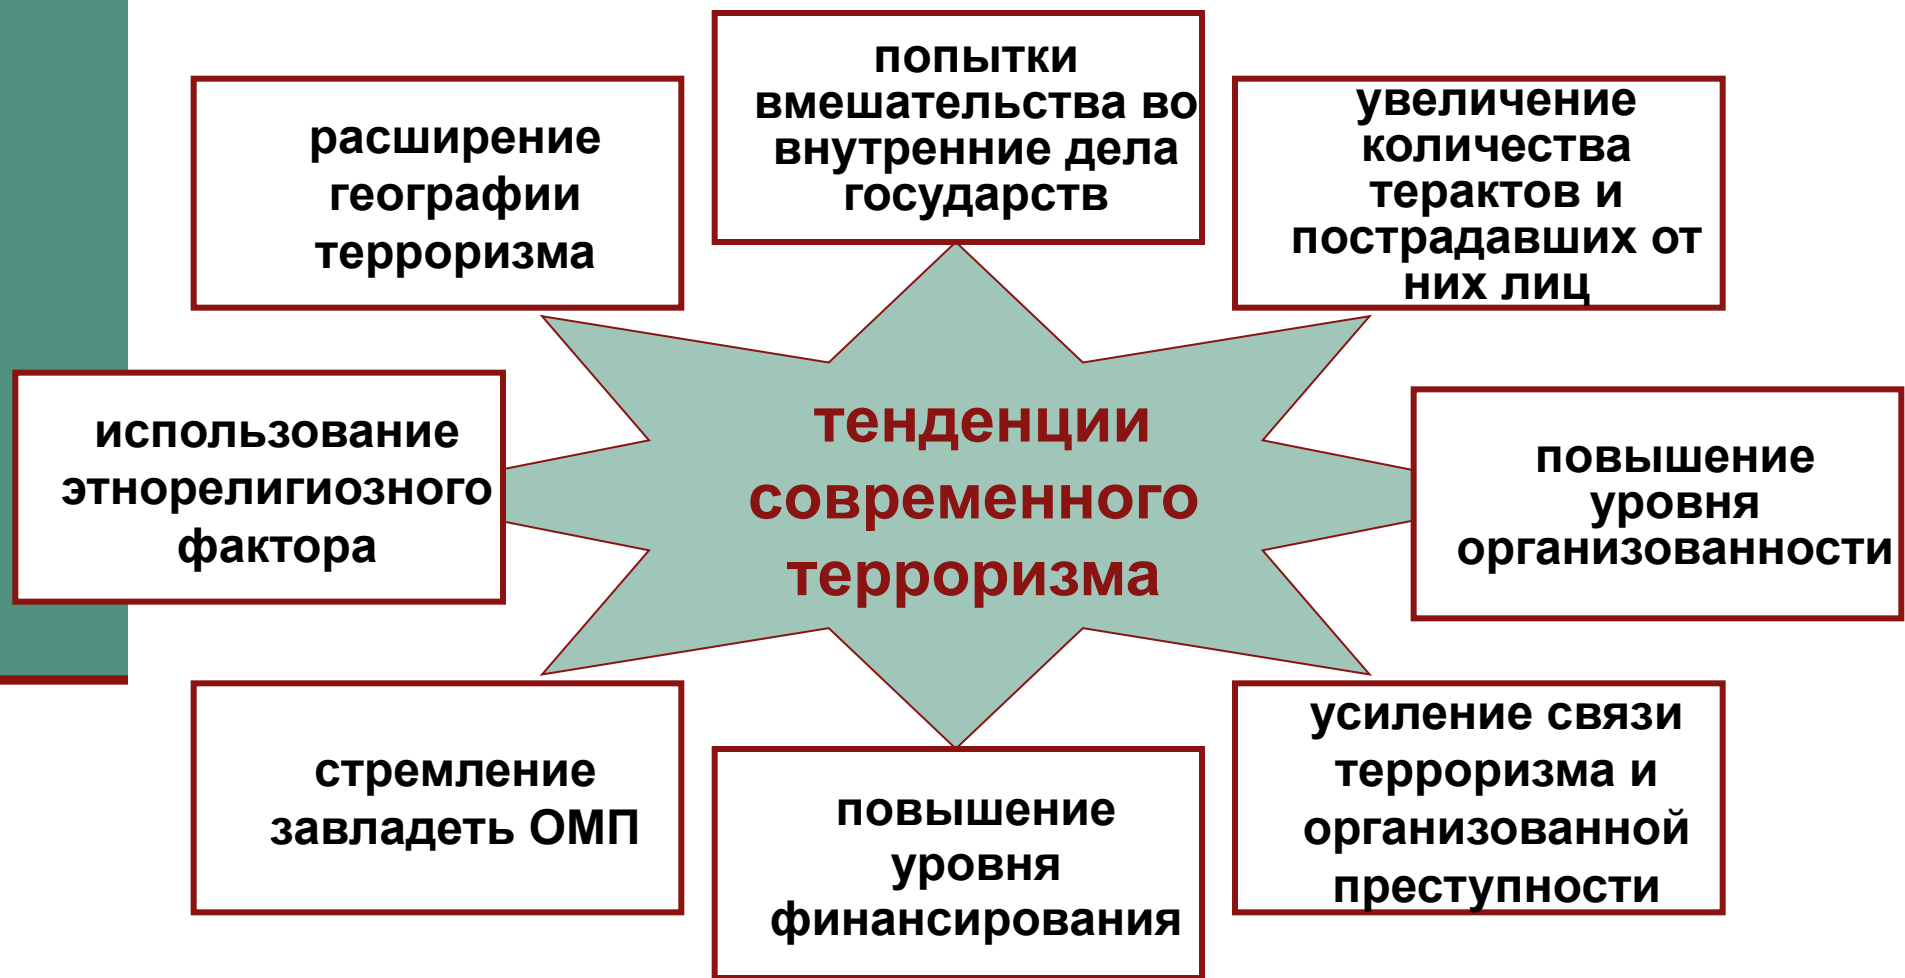 попытки
вмешательства во
внутренние дела
государств
расширение
географии
терроризма
увеличение
количества
терактов и
пострадавших от
них лиц
использование
этнорелигиозного
фактора
тенденции
современного
терроризма
повышение
уровня
организованности
стремление
завладеть ОМП
повышение
уровня
финансирования
усиление связи
терроризма и
организованной
преступности